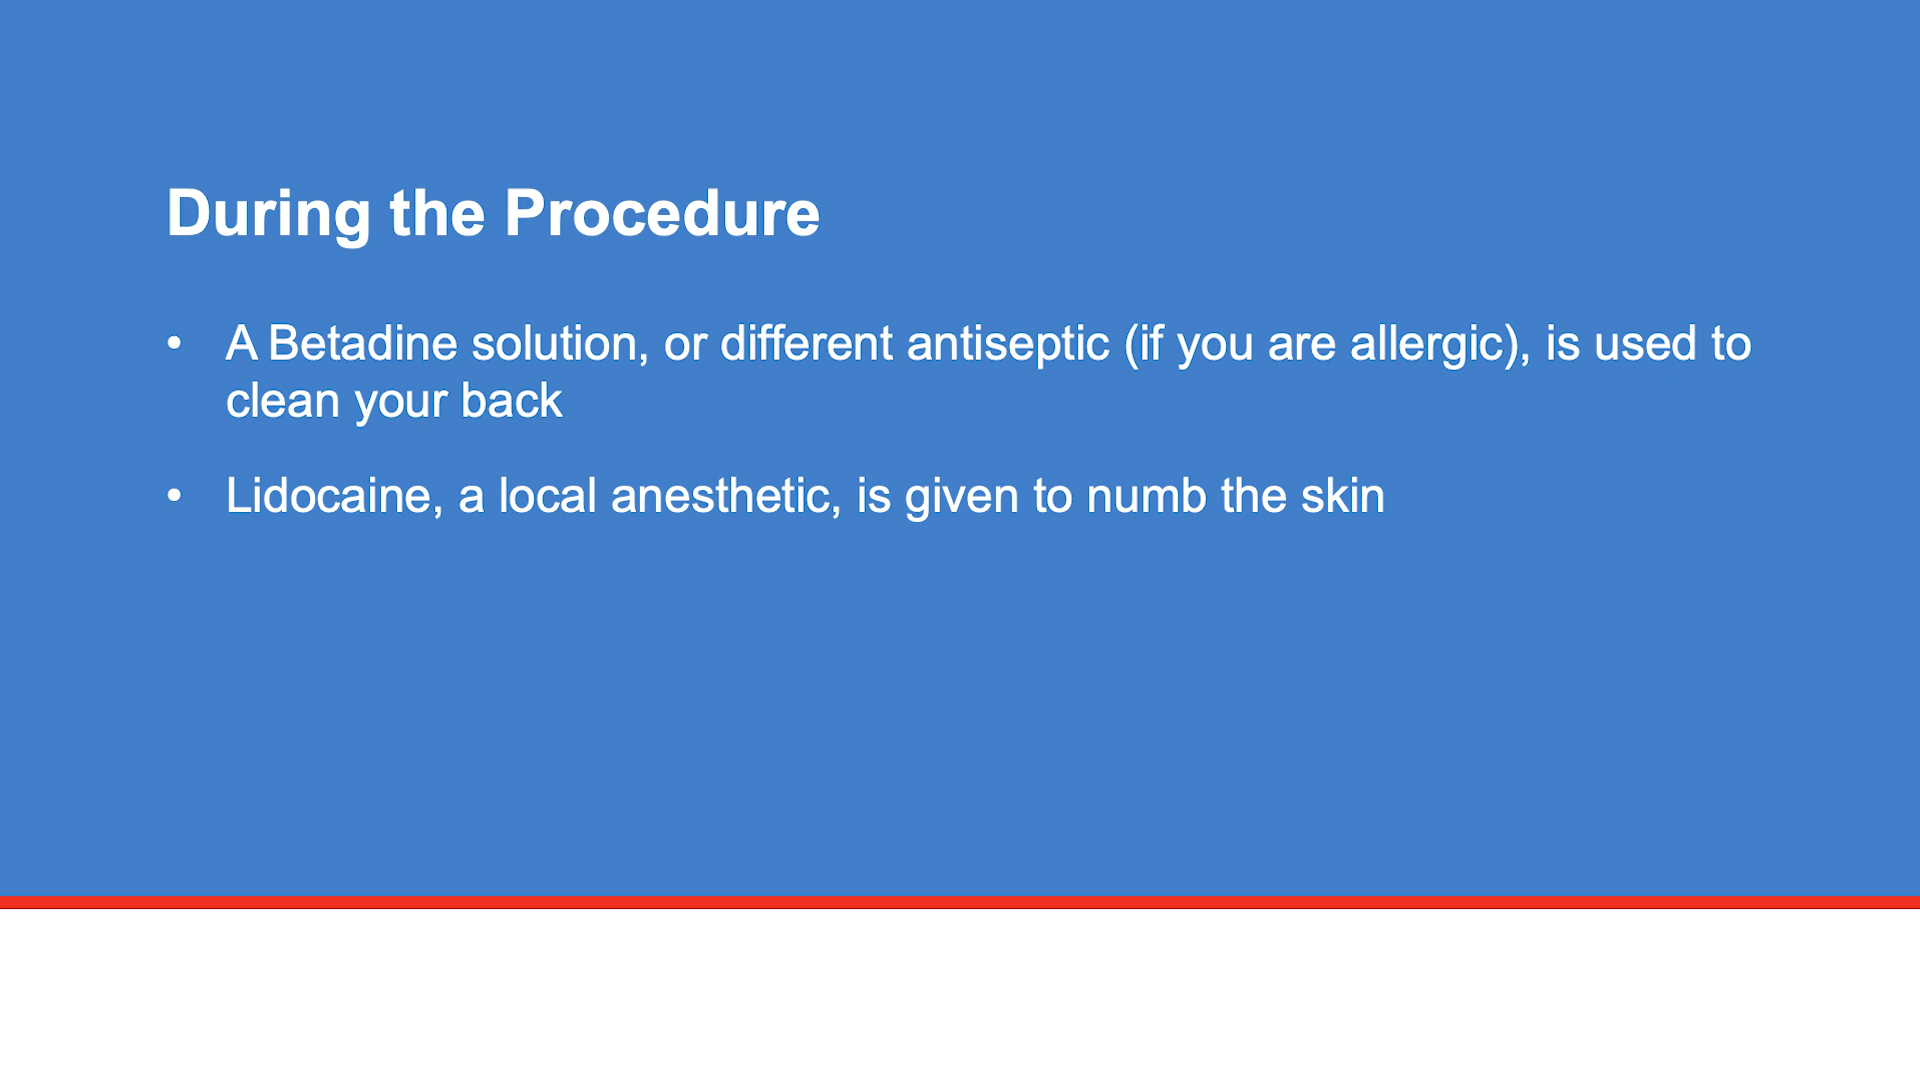 During the Procedure
• A Betadine solution, or different antiseptic (if you are allergic), is used to
clean your back
• Lidocaine, a local anesthetic, is given to numb the skin